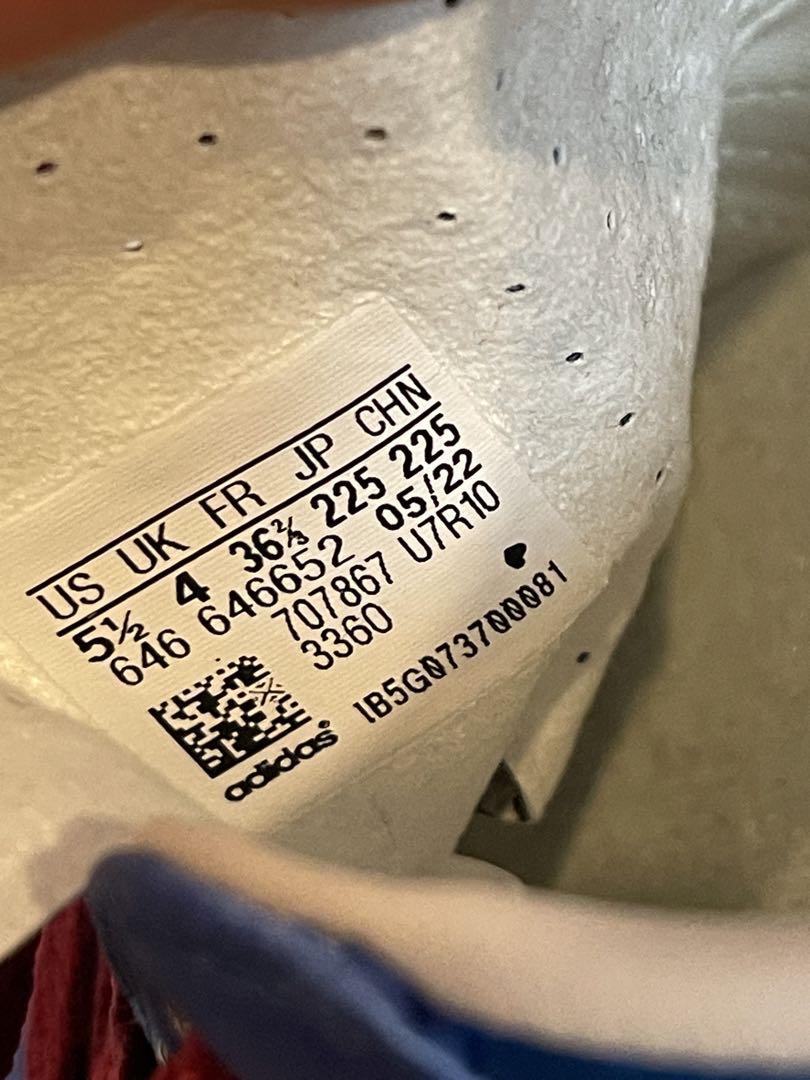 US UK FR JP CHN
5½ 4 36⅔ 225 225
646 646652 05/22
707867 U7R10
3360
IB5G073700081
adidas®